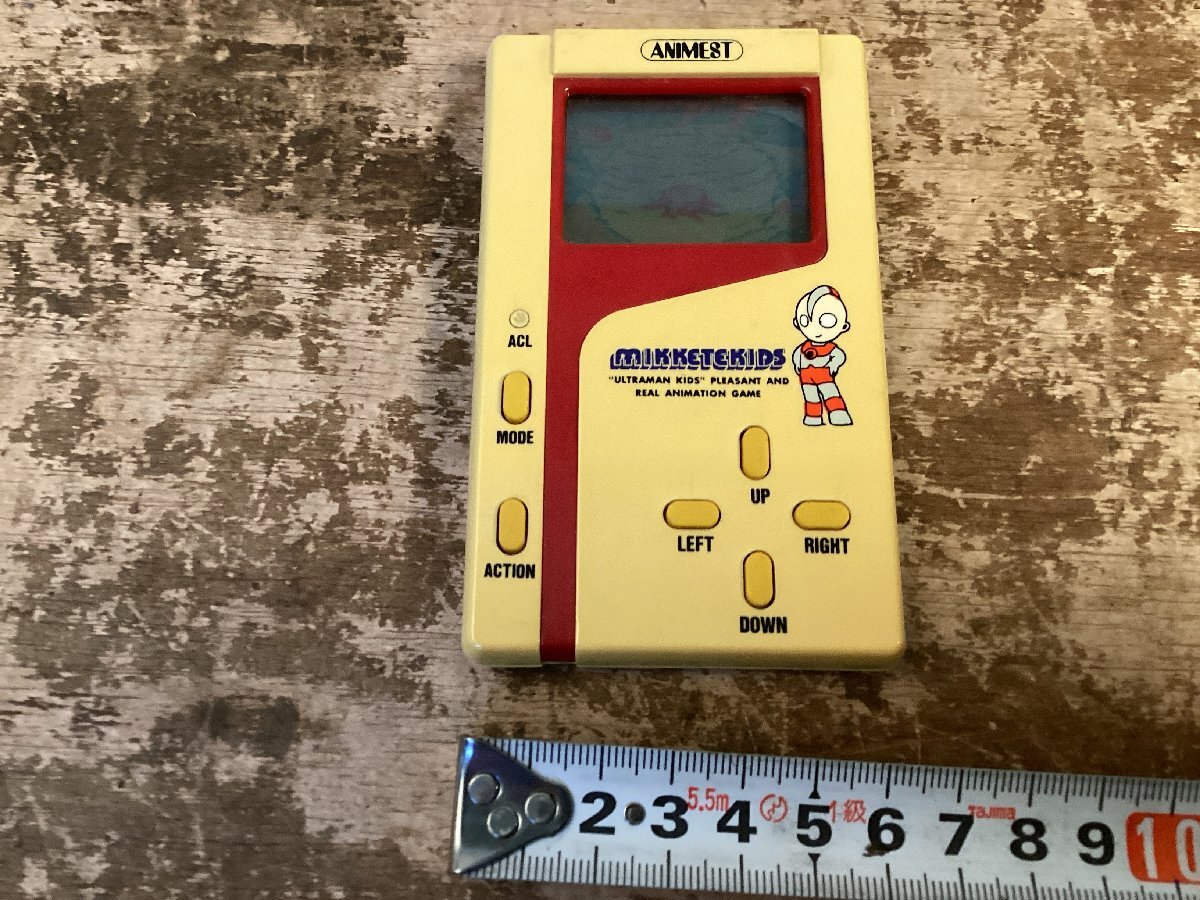 ANIMEST
ACL
MIKKETEKIDS
"ULTRAMAN KIDS" PLEASANT AND
REAL ANIMATION GAME
MODE
UP
LEFT
RIGHT
ACTION
DOWN
5.5m 1級 Tajima
2 3 4 5 6 7 8 9 10